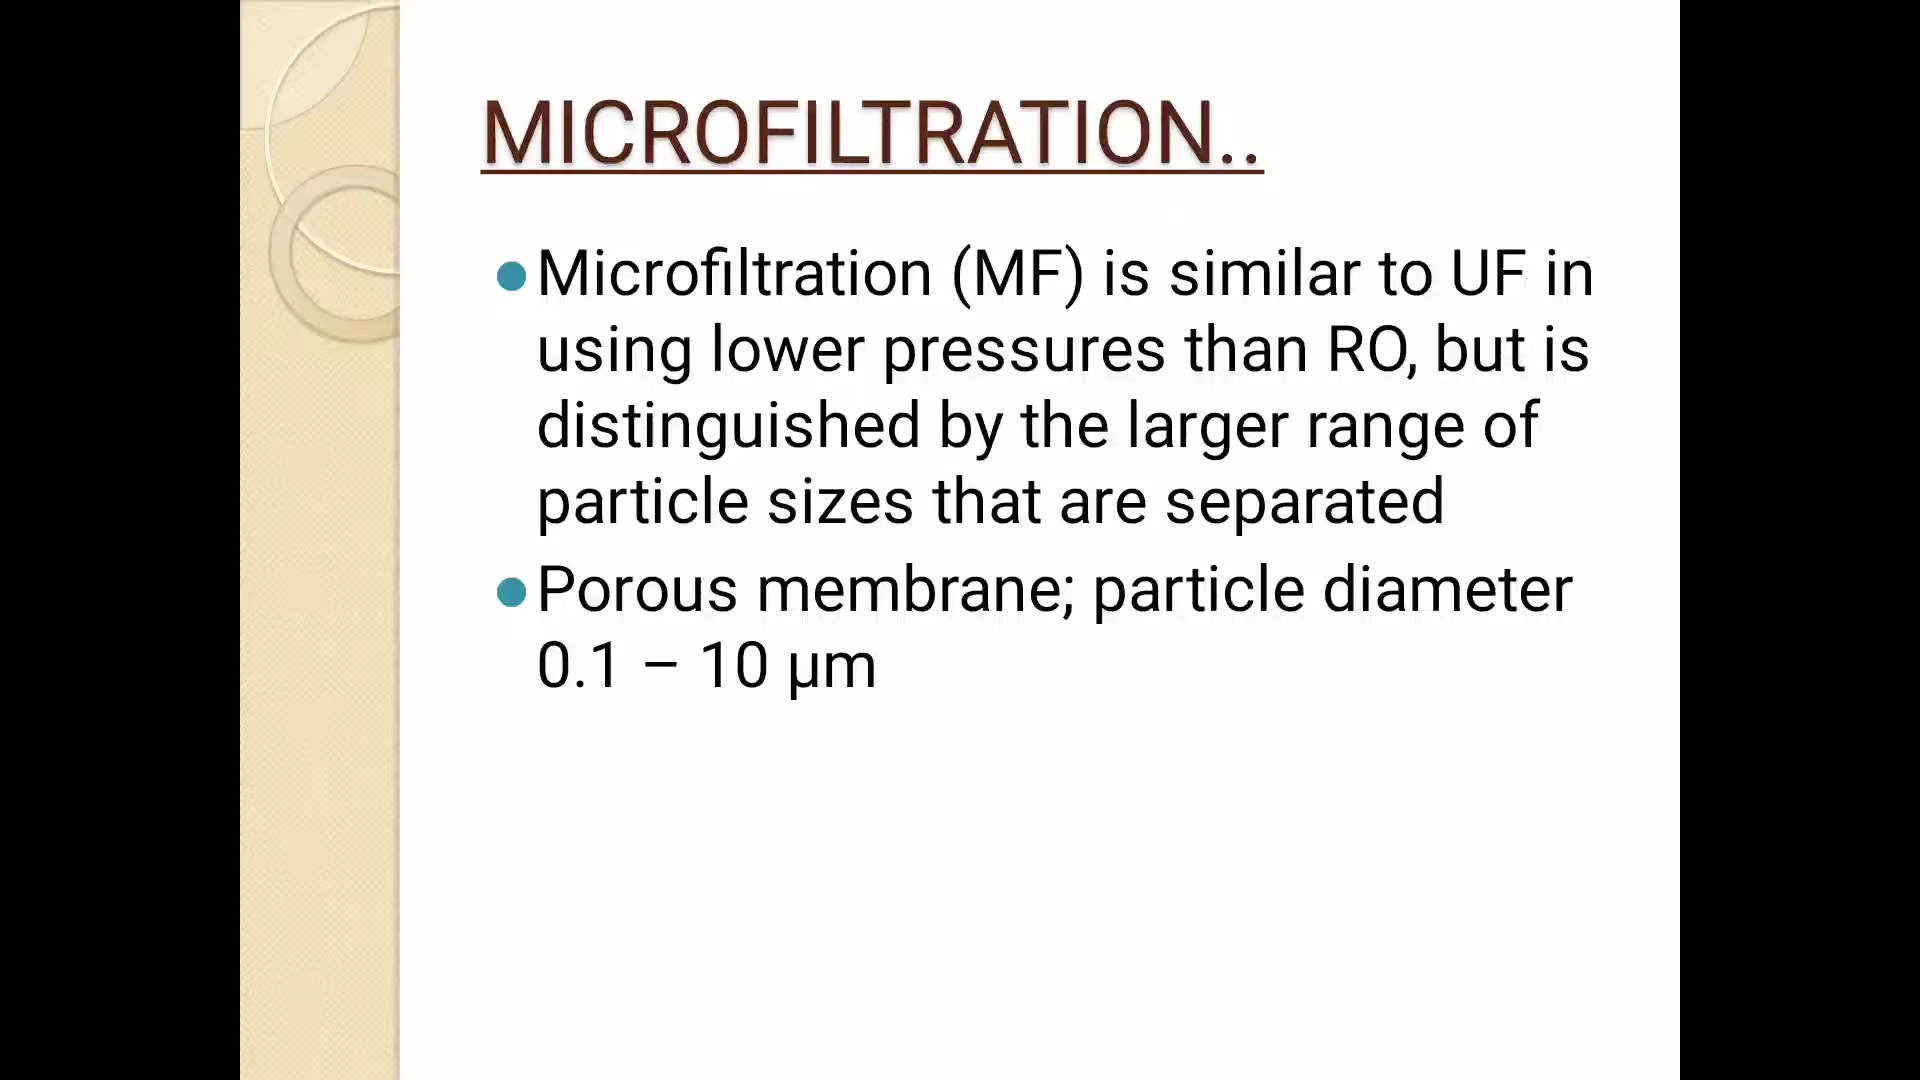 MICROFILTRATION..
●Microfiltration (MF) is similar to UF in
using lower pressures than RO, but is
distinguished by the larger range of
particle sizes that are separated
●Porous membrane; particle diameter
0.1 – 10 µm